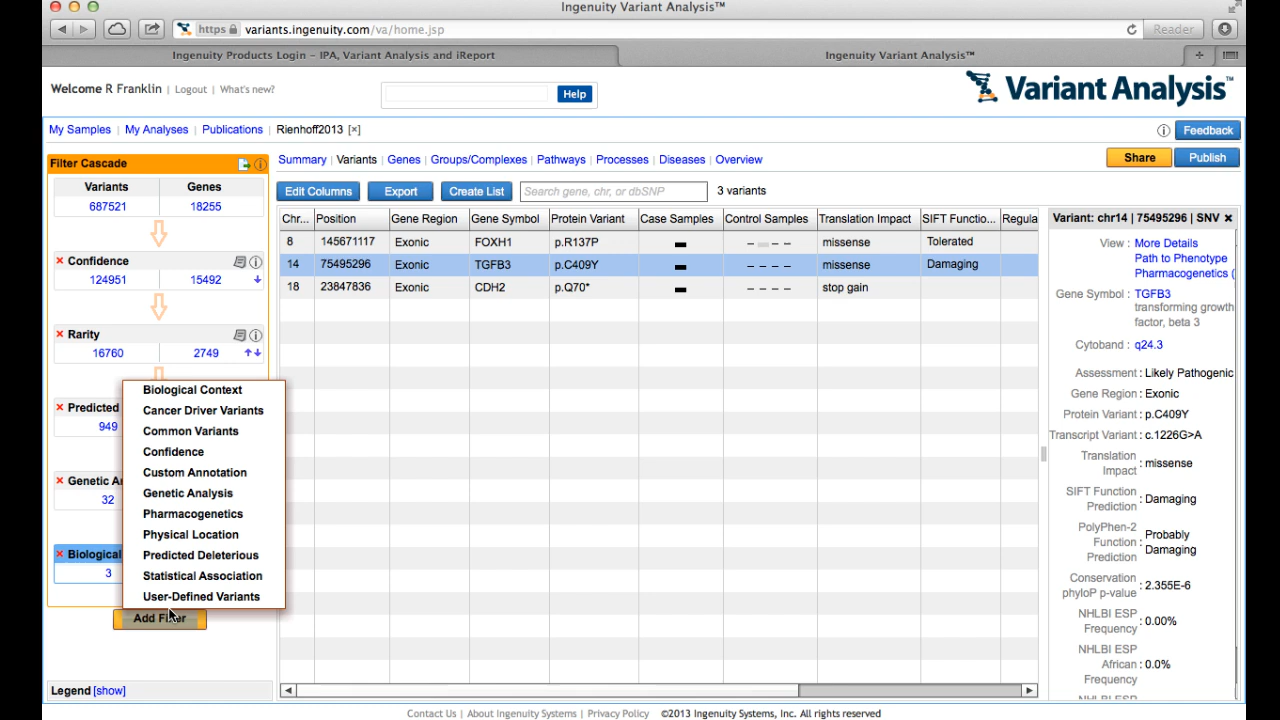 Ingenuity Variant Analysis™
https variants.ingenuity.com/va/home.jsp
Reader
Ingenuity Products Login – IPA, Variant Analysis and iReport
Ingenuity Variant Analysis™
Welcome R Franklin | Logout | What's new?
Help
Variant Analysis™
My Samples | My Analyses | Publications | Rienhoff2013 [×]
Feedback
Filter Cascade
Variants Genes
687521 18255
× Confidence
124951 15492
× Rarity
16760 2749
× Predicted
949
× Genetic An
32
× Biological
3
Biological Context
Cancer Driver Variants
Common Variants
Confidence
Custom Annotation
Genetic Analysis
Pharmacogenetics
Physical Location
Predicted Deleterious
Statistical Association
User-Defined Variants
Add Filter
Legend [show]
Summary | Variants | Genes | Groups/Complexes | Pathways | Processes | Diseases | Overview
Share Publish
Edit Columns Export Create List Search gene, chr, or dbSNP 3 variants
Chr... Position Gene Region Gene Symbol Protein Variant Case Samples Control Samples Translation Impact SIFT Functio... Regula
8 145671117 Exonic FOXH1 p.R137P missense Tolerated
14 75495296 Exonic TGFB3 p.C409Y missense Damaging
18 23847836 Exonic CDH2 p.Q70* stop gain
Variant: chr14 | 75495296 | SNV ×
View : More Details
Path to Phenotype
Pharmacogenetics (
Gene Symbol : TGFB3
transforming growth
factor, beta 3
Cytoband : q24.3
Assessment : Likely Pathogenic
Gene Region : Exonic
Protein Variant : p.C409Y
Transcript Variant : c.1226G>A
Translation
Impact : missense
SIFT Function
Prediction : Damaging
PolyPhen-2
Function
Prediction : Probably
Damaging
Conservation
phyloP p-value : 2.355E-6
NHLBI ESP
Frequency : 0.00%
NHLBI ESP
African
Frequency : 0.0%
NHLBI ESP
Contact Us | About Ingenuity Systems | Privacy Policy ©2013 Ingenuity Systems, Inc. All rights reserved